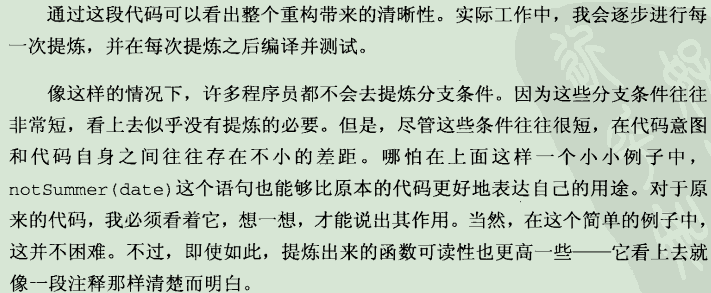 通过这段代码可以看出整个重构带来的清晰性。实际工作中，我会逐步进行每
一次提炼，并在每次提炼之后编译并测试。
像这样的情况下，许多程序员都不会去提炼分支条件。因为这些分支条件往往
非常短，看上去似乎没有提炼的必要。但是，尽管这些条件往往很短，在代码意图
和代码自身之间往往存在不小的差距。哪怕在上面这样一个小小例子中，
notSummer(date)这个语句也能够比原本的代码更好地表达自己的用途。对于原
来的代码，我必须看着它，想一想，才能说出其作用。当然，在这个简单的例子中，
这并不困难。不过，即使如此，提炼出来的函数可读性也更高一些——它看上去就
像一段注释那样清楚而明白。